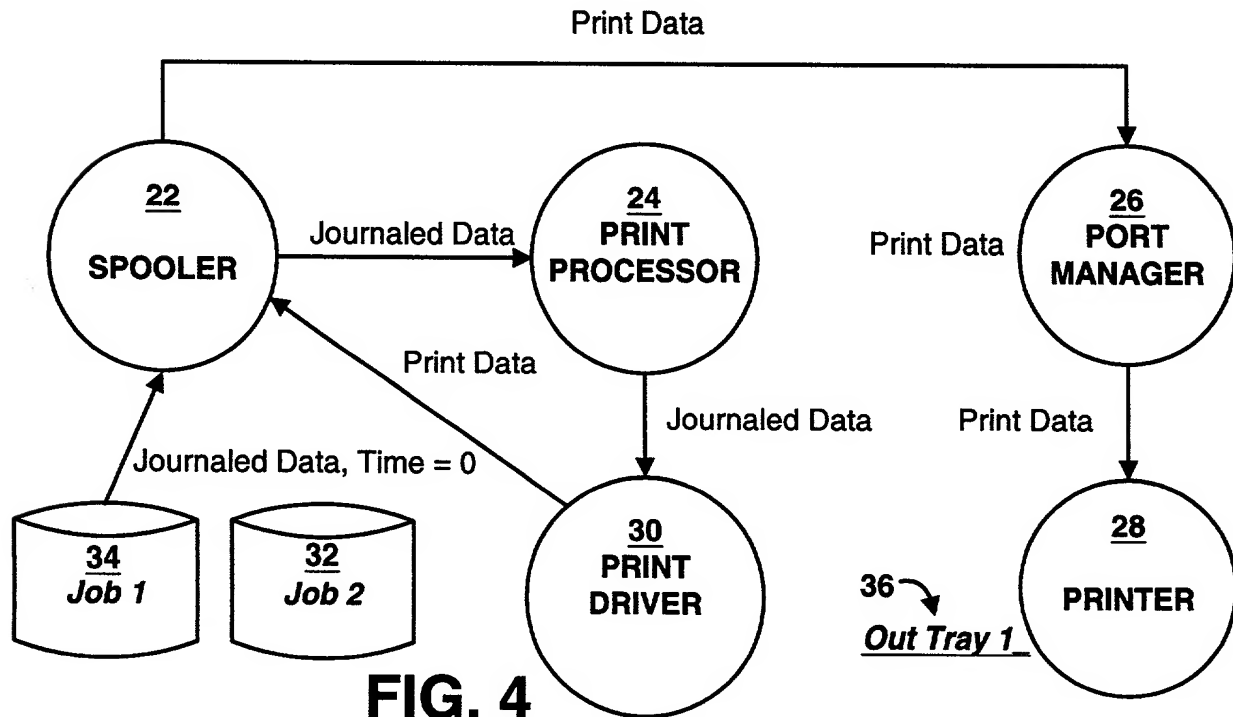 Print Data
22
SPOOLER
Journaled Data
24
PRINT
PROCESSOR
Print Data
26
PORT
MANAGER
Print Data
Journaled Data
Print Data
Journaled Data, Time = 0
34
Job 1
32
Job 2
30
PRINT
DRIVER
36
Out Tray 1
28
PRINTER
FIG. 4